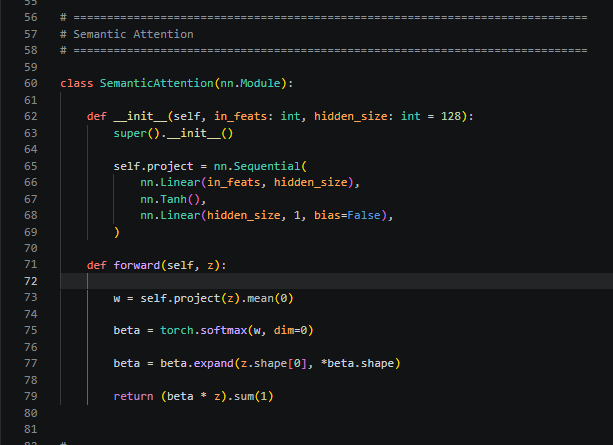 55
56 # ==============================================================================
57 # Semantic Attention
58 # ==============================================================================
59
60 class SemanticAttention(nn.Module):
61
62     def __init__(self, in_feats: int, hidden_size: int = 128):
63         super().__init__()
64
65         self.project = nn.Sequential(
66             nn.Linear(in_feats, hidden_size),
67             nn.Tanh(),
68             nn.Linear(hidden_size, 1, bias=False),
69         )
70
71     def forward(self, z):
72
73         w = self.project(z).mean(0)
74
75         beta = torch.softmax(w, dim=0)
76
77         beta = beta.expand(z.shape[0], *beta.shape)
78
79         return (beta * z).sum(1)
80
81